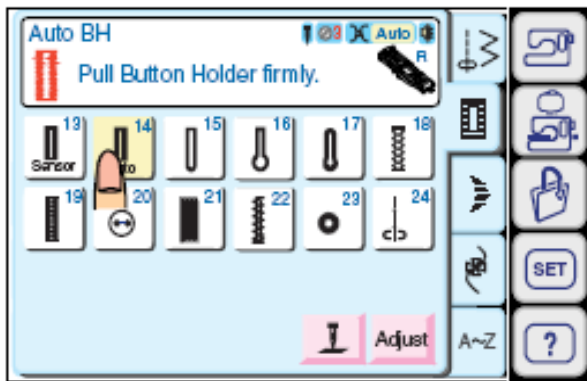 Auto BH
3 Auto
R
Pull Button Holder firmly.
13 14 15 16 17 18
Sensor
19 20 21 22 23 24
SET
Adjust A~Z ?